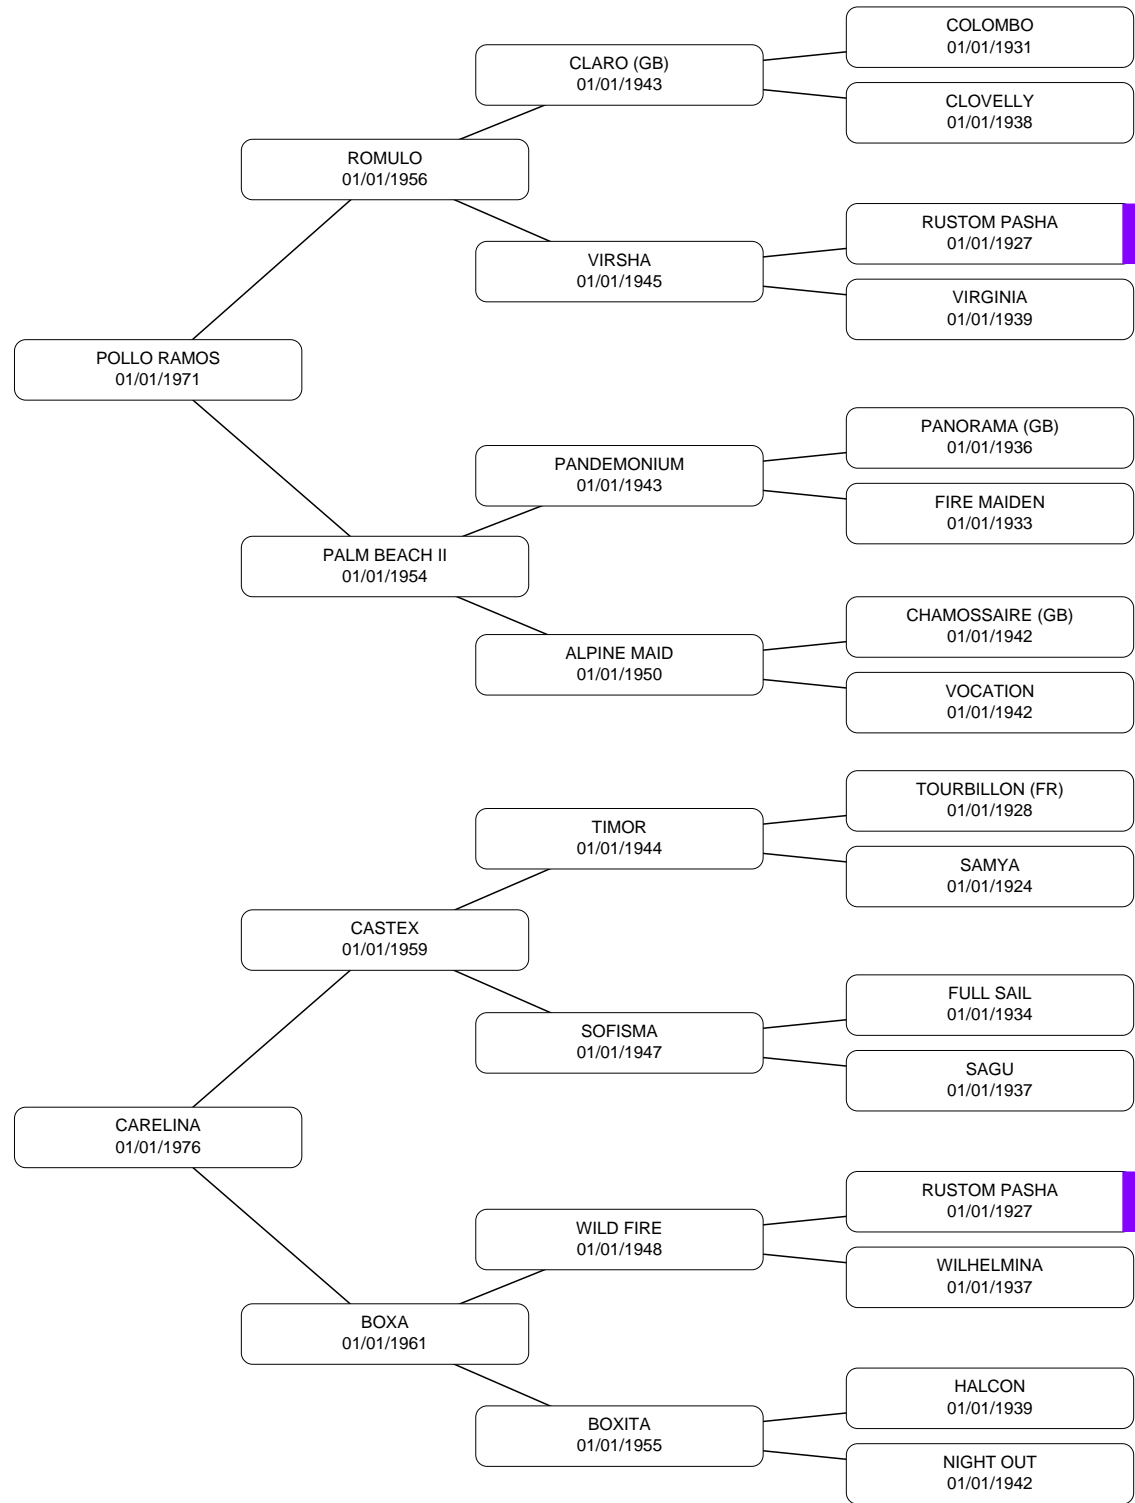 COLOMBO
01/01/1931
CLARO (GB)
01/01/1943
CLOVELLY
01/01/1938
ROMULO
01/01/1956
RUSTOM PASHA
01/01/1927
VIRSHA
01/01/1945
VIRGINIA
01/01/1939
POLLO RAMOS
01/01/1971
PANORAMA (GB)
01/01/1936
PANDEMONIUM
01/01/1943
FIRE MAIDEN
01/01/1933
PALM BEACH II
01/01/1954
CHAMOSSAIRE (GB)
01/01/1942
ALPINE MAID
01/01/1950
VOCATION
01/01/1942
TOURBILLON (FR)
01/01/1928
TIMOR
01/01/1944
SAMYA
01/01/1924
CASTEX
01/01/1959
FULL SAIL
01/01/1934
SOFISMA
01/01/1947
SAGU
01/01/1937
CARELINA
01/01/1976
RUSTOM PASHA
01/01/1927
WILD FIRE
01/01/1948
WILHELMINA
01/01/1937
BOXA
01/01/1961
HALCON
01/01/1939
BOXITA
01/01/1955
NIGHT OUT
01/01/1942